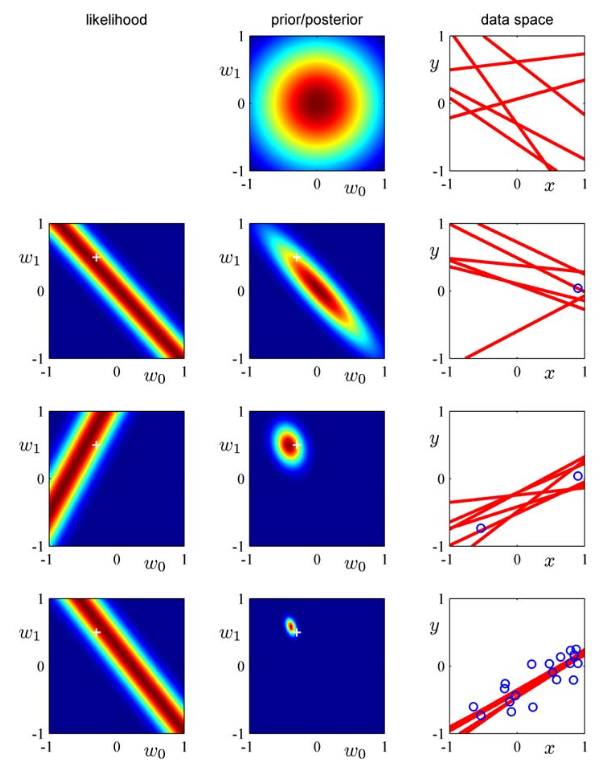 likelihood prior/posterior data space
1 1
w1 y
0 0
-1 -1
-1 0 w0 1 -1 0 x 1
1 1 1
w1 w1 y
0 0 0
-1 -1 -1
-1 0 w0 1 -1 0 w0 1 -1 0 x 1
1 1 1
w1 w1 y
0 0 0
-1 -1 -1
-1 0 w0 1 -1 0 w0 1 -1 0 x 1
1 1 1
w1 w1 y
0 0 0
-1 -1 -1
-1 0 w0 1 -1 0 w0 1 -1 0 x 1